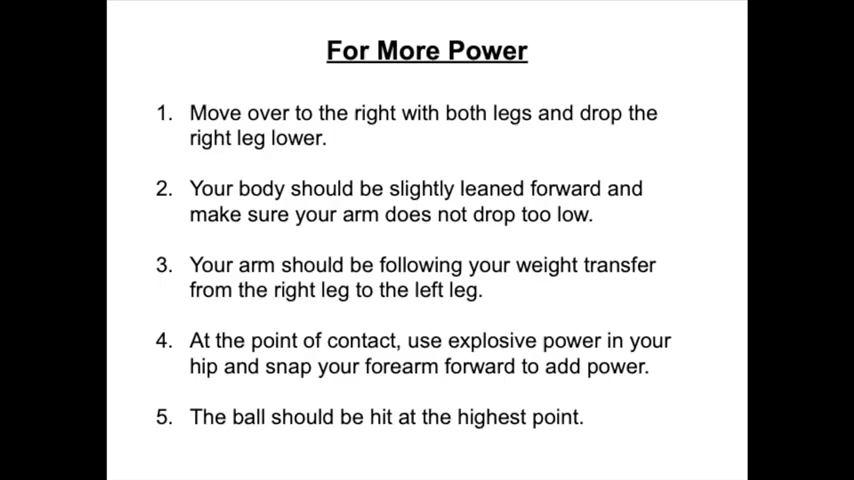 For More Power
1. Move over to the right with both legs and drop the
right leg lower.
2. Your body should be slightly leaned forward and
make sure your arm does not drop too low.
3. Your arm should be following your weight transfer
from the right leg to the left leg.
4. At the point of contact, use explosive power in your
hip and snap your forearm forward to add power.
5. The ball should be hit at the highest point.